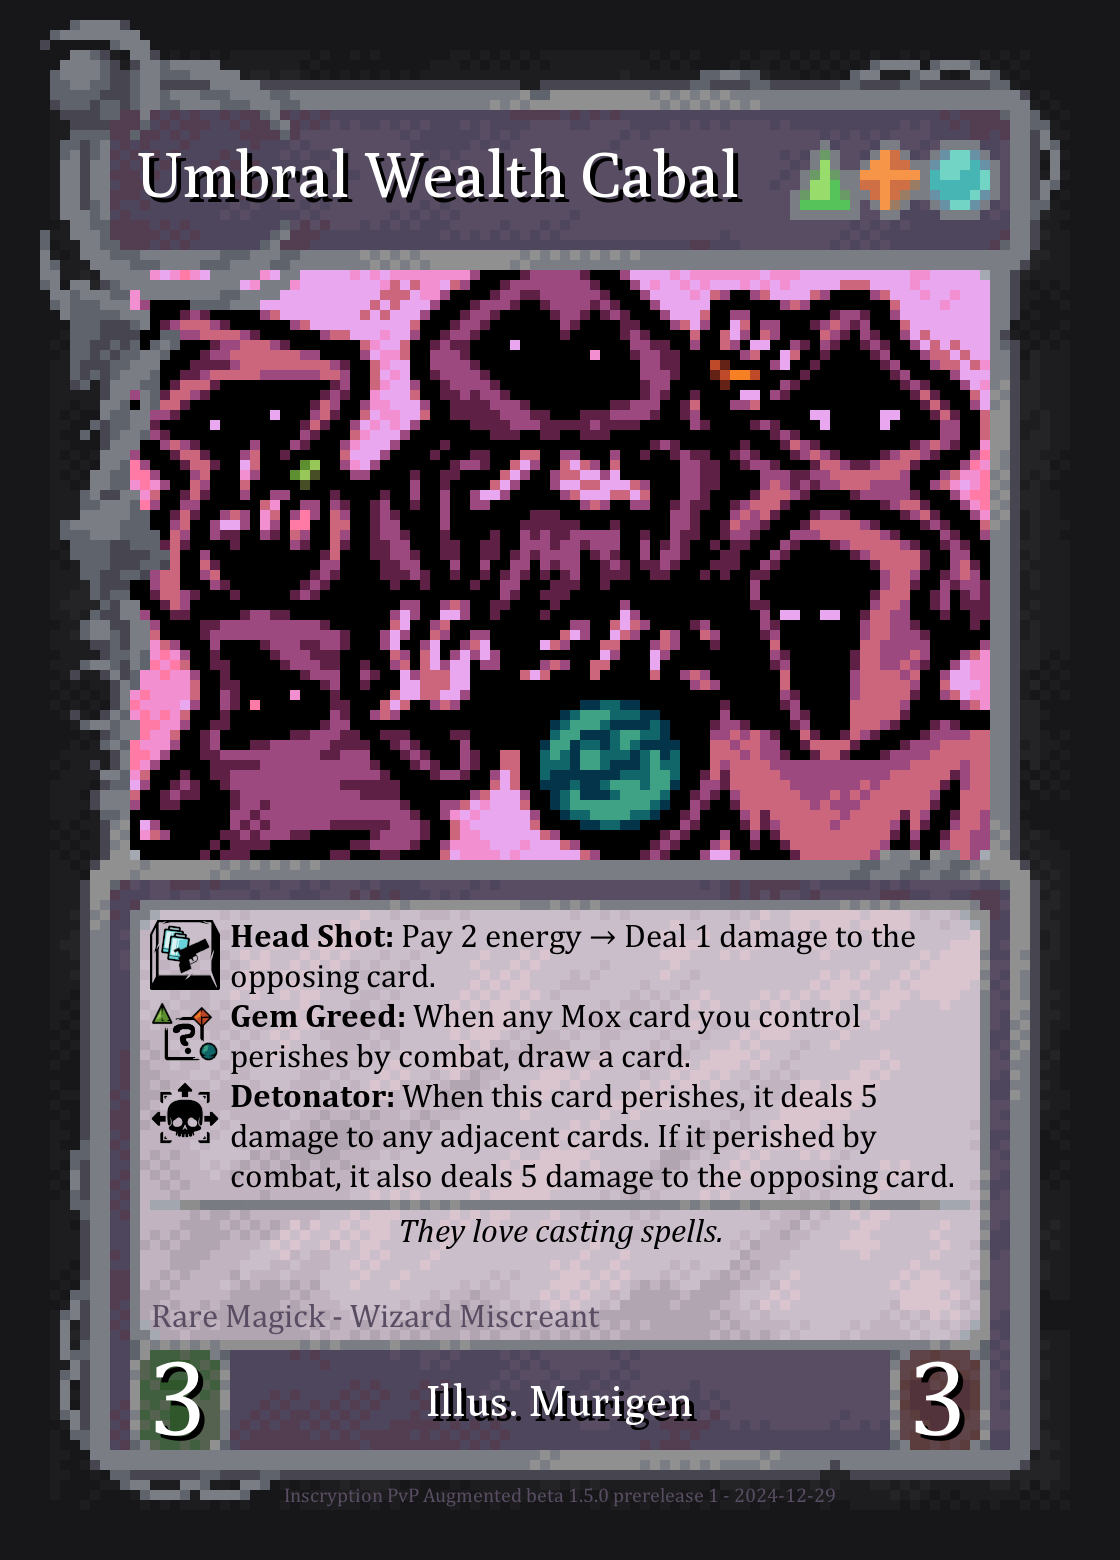 Umbral Wealth Cabal
Head Shot: Pay 2 energy → Deal 1 damage to the
opposing card.
Gem Greed: When any Mox card you control
perishes by combat, draw a card.
Detonator: When this card perishes, it deals 5
damage to any adjacent cards. If it perished by
combat, it also deals 5 damage to the opposing card.
They love casting spells.
Rare Magick - Wizard Miscreant
3 Illus. Murigen 3
Inscryption PvP Augmented beta 1.5.0 prerelease 1 - 2024-12-29